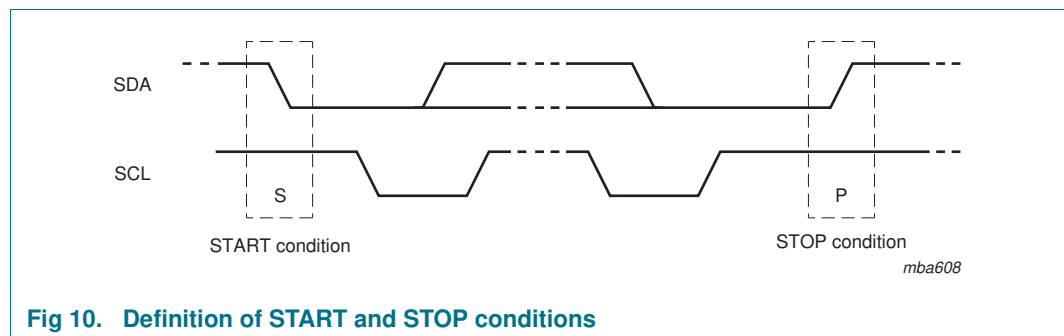 SDA
SCL
S
P
START condition
STOP condition
mba608
Fig 10. Definition of START and STOP conditions